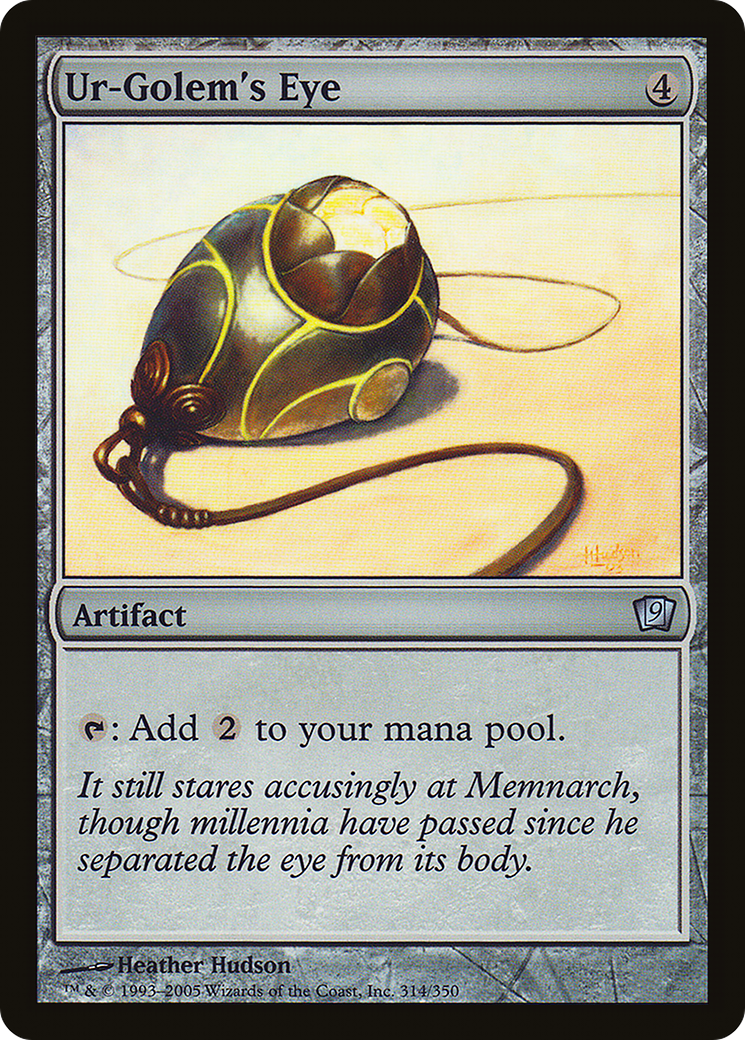 Ur-Golem's Eye 4
Hudson
Artifact 9
: Add 2 to your mana pool.
It still stares accusingly at Memnarch,
though millennia have passed since he
separated the eye from its body.
Heather Hudson
™ & © 1993–2005 Wizards of the Coast, Inc. 314/350